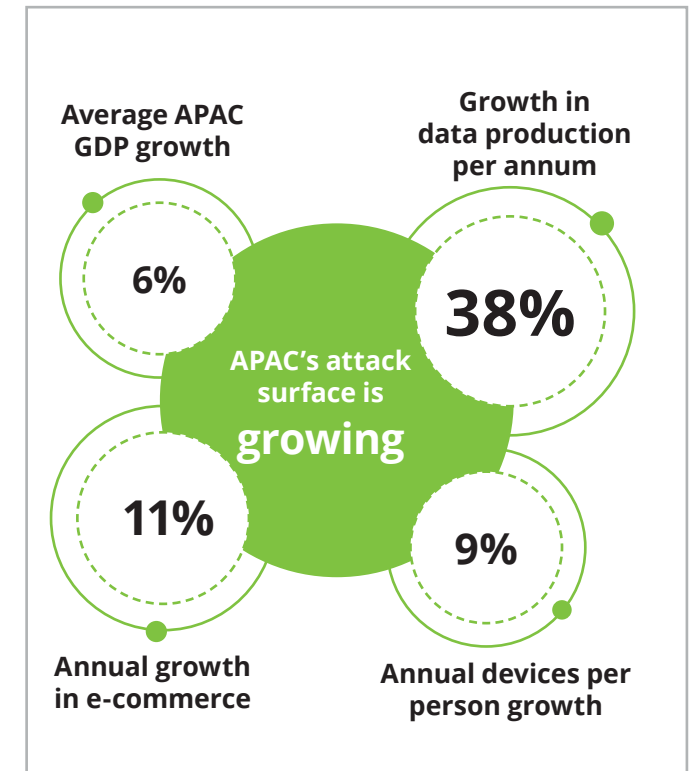 Average APAC
GDP growth
6%
Growth in
data production
per annum
38%
APAC’s attack
surface is
growing
11%
Annual growth
in e-commerce
9%
Annual devices per
person growth